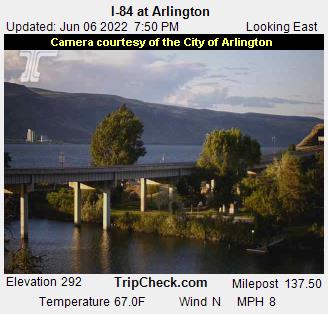 I-84 at Arlington
Updated: Jun 06 2022 7:50 PM Looking East
Camera courtesy of the City of Arlington
Elevation 292 TripCheck.com Milepost 137.50
Temperature 67.0F Wind N MPH 8